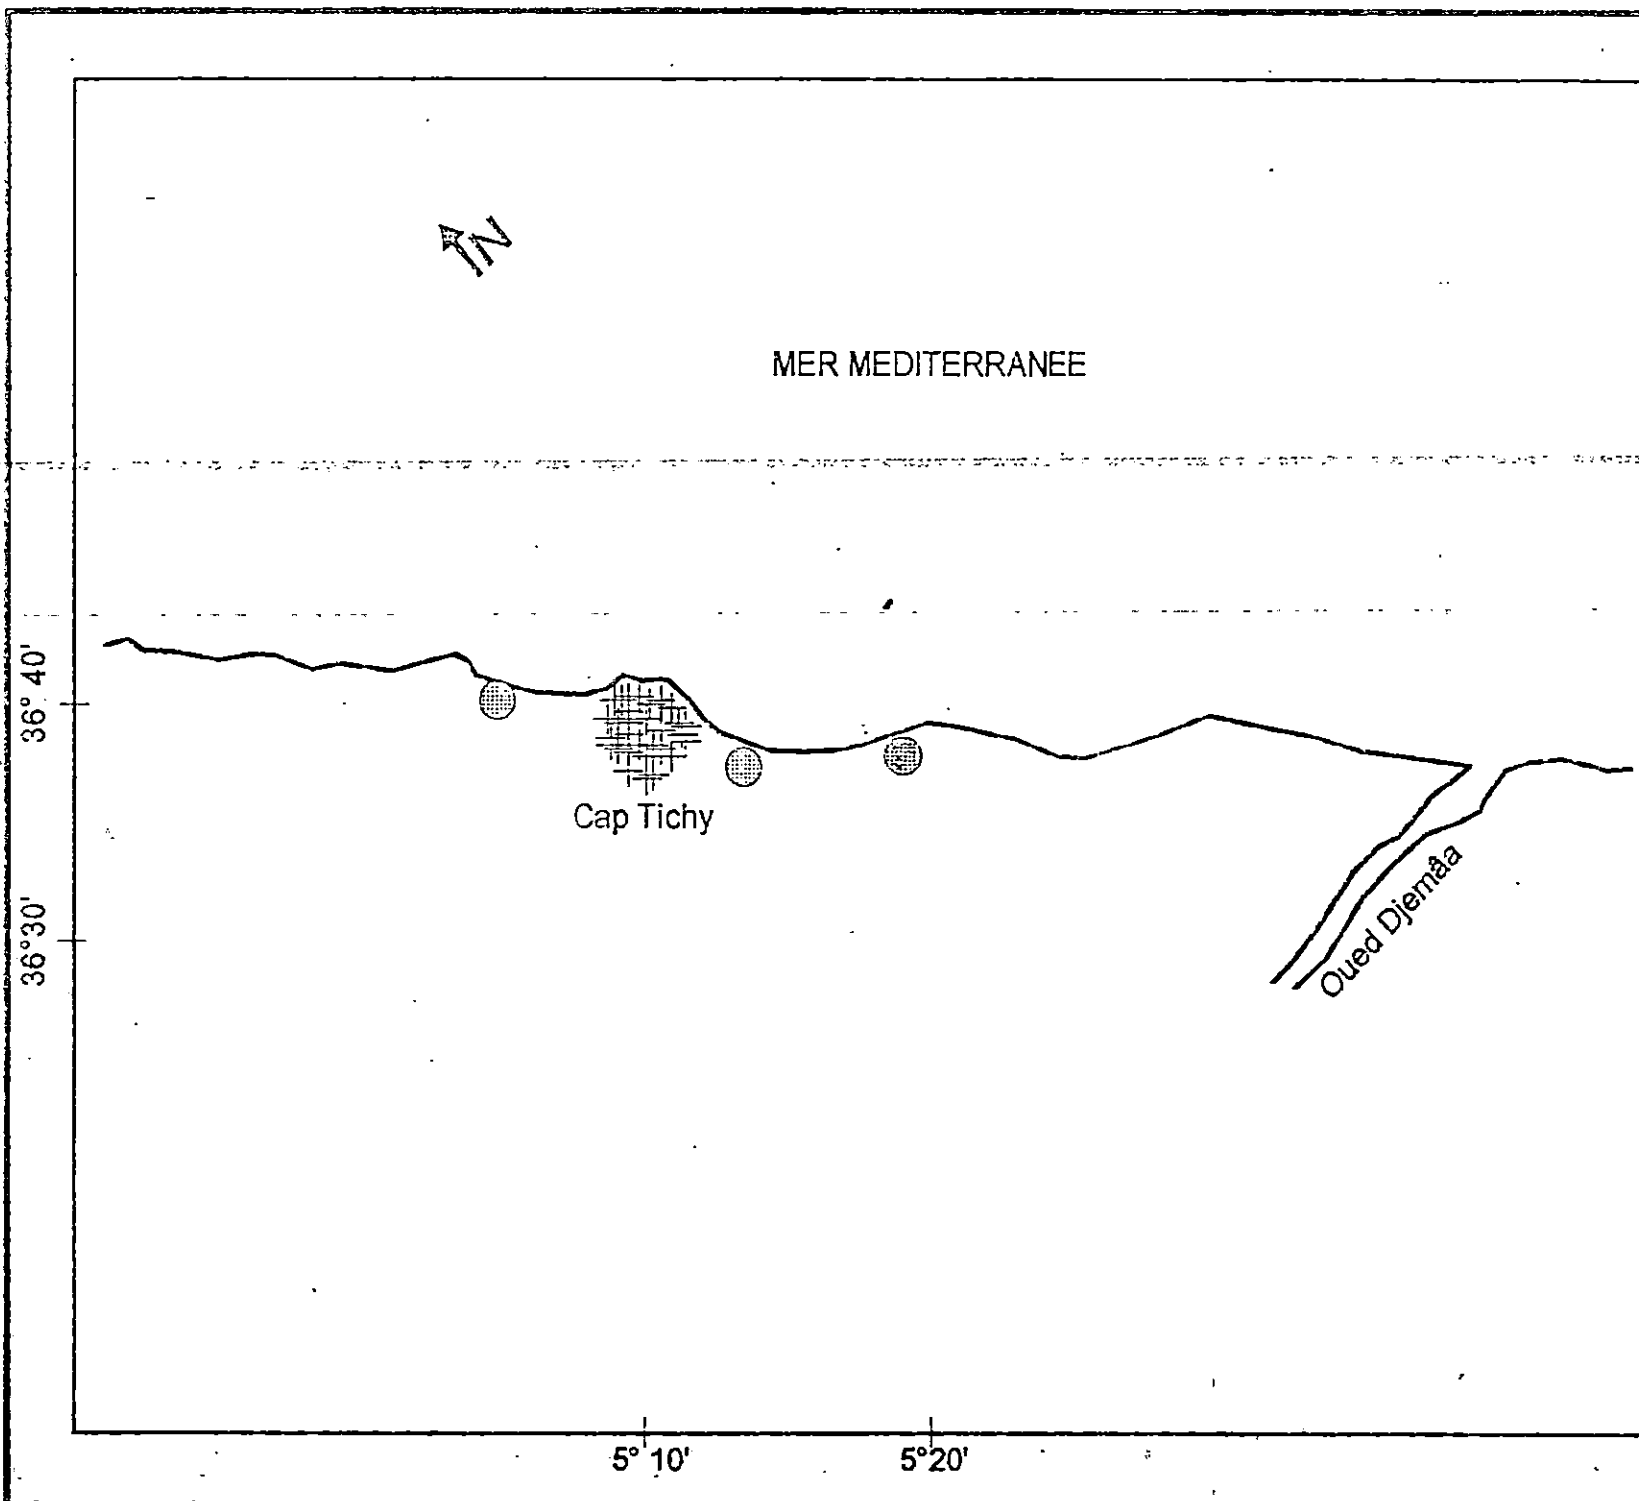 N
MER MEDITERRANEE
36° 40'
Cap Tichy
36°30'
Oued Djemâa
5° 10'
5°20'